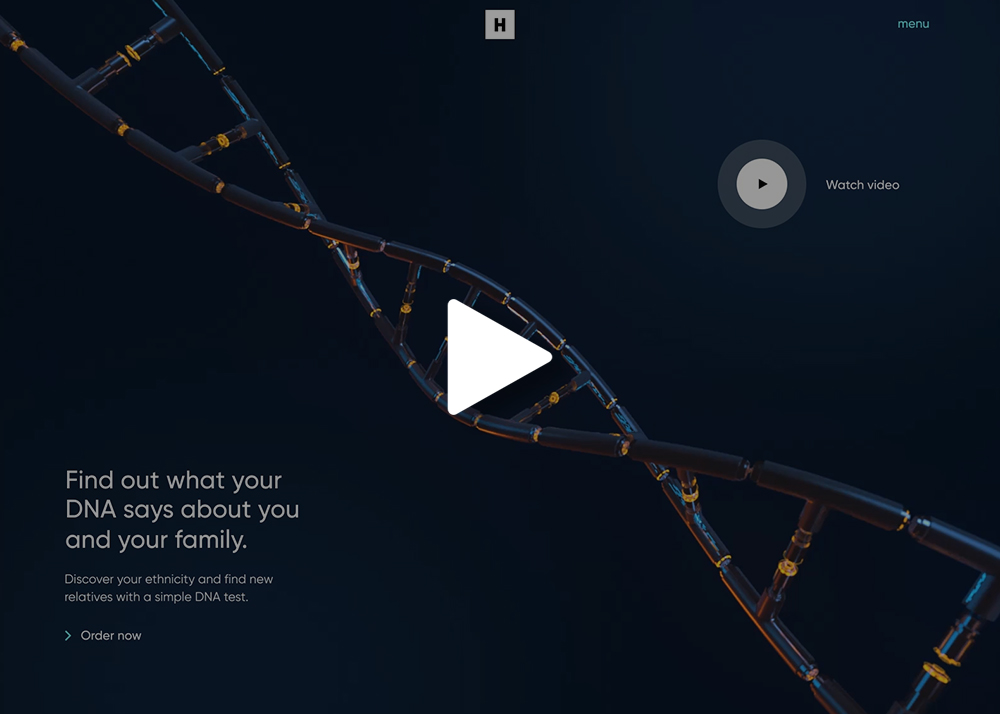 H
menu
Watch video
Find out what your
DNA says about you
and your family.
Discover your ethnicity and find new
relatives with a simple DNA test.
Order now